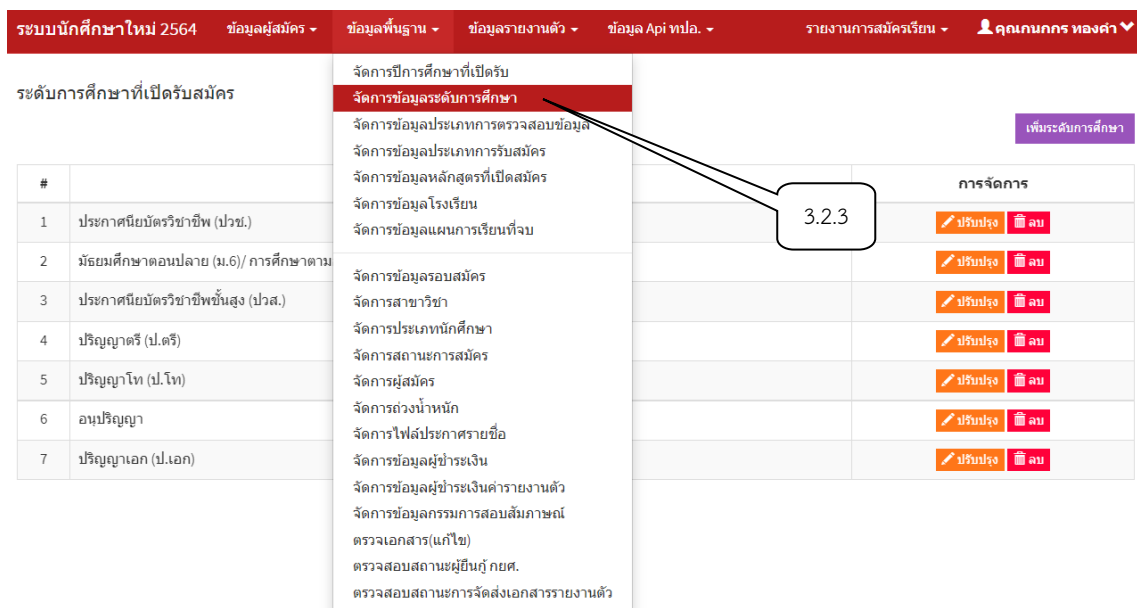 ระบบนักศึกษาใหม่ 2564 ข้อมูลผู้สมัคร ข้อมูลพื้นฐาน ข้อมูลรายงานตัว ข้อมูล Api ทปอ. รายงานการสมัครเรียน คุณกนกกร ทองคำ
จัดการปีการศึกษาที่เปิดรับ
ระดับการศึกษาที่เปิดรับสมัคร
จัดการข้อมูลระดับการศึกษา
จัดการข้อมูลประเภทการตรวจสอบข้อมูล
เพิ่มระดับการศึกษา
จัดการข้อมูลประเภทการรับสมัคร
จัดการข้อมูลหลักสูตรที่เปิดสมัคร
จัดการข้อมูลโรงเรียน
จัดการข้อมูลแผนการเรียนที่จบ
3.2.3
# การจัดการ
1 ประกาศนียบัตรวิชาชีพ (ปวช.) ปรับปรุง ลบ
2 มัธยมศึกษาตอนปลาย (ม.6)/ การศึกษาตาม ปรับปรุง ลบ
3 ประกาศนียบัตรวิชาชีพชั้นสูง (ปวส.) ปรับปรุง ลบ
4 ปริญญาตรี (ป.ตรี) ปรับปรุง ลบ
5 ปริญญาโท (ป.โท) ปรับปรุง ลบ
6 อนุปริญญา ปรับปรุง ลบ
7 ปริญญาเอก (ป.เอก) ปรับปรุง ลบ
จัดการข้อมูลรอบสมัคร
จัดการสาขาวิชา
จัดการประเภทนักศึกษา
จัดการสถานะการสมัคร
จัดการผู้สมัคร
จัดการถ่วงน้ำหนัก
จัดการไฟล์ประกาศรายชื่อ
จัดการข้อมูลผู้ชำระเงิน
จัดการข้อมูลผู้ชำระเงินค่ารายงานตัว
จัดการข้อมูลกรรมการสอบสัมภาษณ์
ตรวจเอกสาร(แก้ไข)
ตรวจสอบสถานะผู้ยืนกู้ กยศ.
ตรวจสอบสถานะการจัดส่งเอกสารรายงานตัว